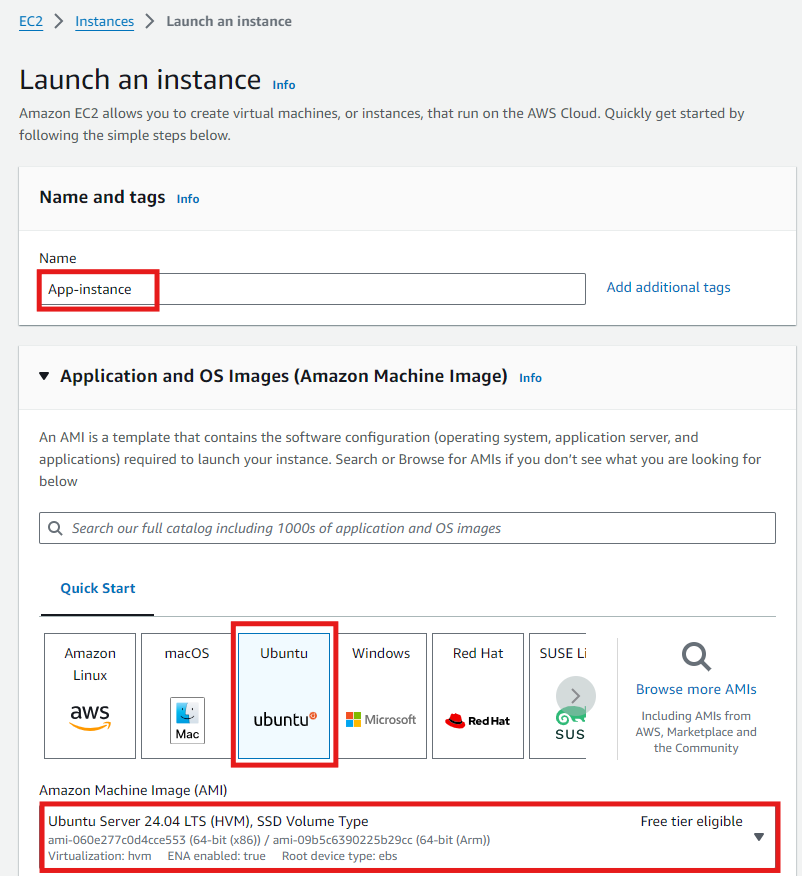 EC2 > Instances > Launch an instance
Launch an instance Info
Amazon EC2 allows you to create virtual machines, or instances, that run on the AWS Cloud. Quickly get started by
following the simple steps below.
Name and tags Info
Name
App-instance
Add additional tags
Application and OS Images (Amazon Machine Image) Info
An AMI is a template that contains the software configuration (operating system, application server, and
applications) required to launch your instance. Search or Browse for AMIs if you don't see what you are looking for
below
Search our full catalog including 1000s of application and OS images
Quick Start
Amazon
Linux
aws
macOS
Mac
Ubuntu
ubuntu
Windows
Microsoft
Red Hat
Red Hat
SUSE Li
SUS
Browse more AMIs
Including AMIs from
AWS, Marketplace and
the Community
Amazon Machine Image (AMI)
Ubuntu Server 24.04 LTS (HVM), SSD Volume Type
Free tier eligible
ami-060e277c0d4cce553 (64-bit (x86)) / ami-09b5c6390225b29cc (64-bit (Arm))
Virtualization: hvm ENA enabled: true Root device type: ebs